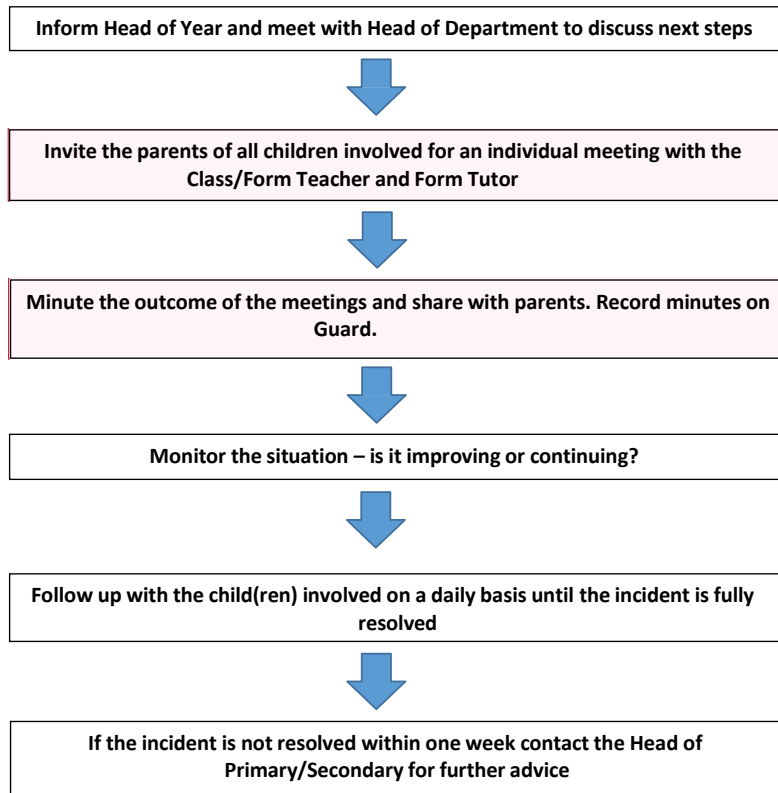 Inform Head of Year and meet with Head of Department to discuss next steps
Invite the parents of all children involved for an individual meeting with the
Class/Form Teacher and Form Tutor
Minute the outcome of the meetings and share with parents. Record minutes on
Guard.
Monitor the situation – is it improving or continuing?
Follow up with the child(ren) involved on a daily basis until the incident is fully
resolved
If the incident is not resolved within one week contact the Head of
Primary/Secondary for further advice